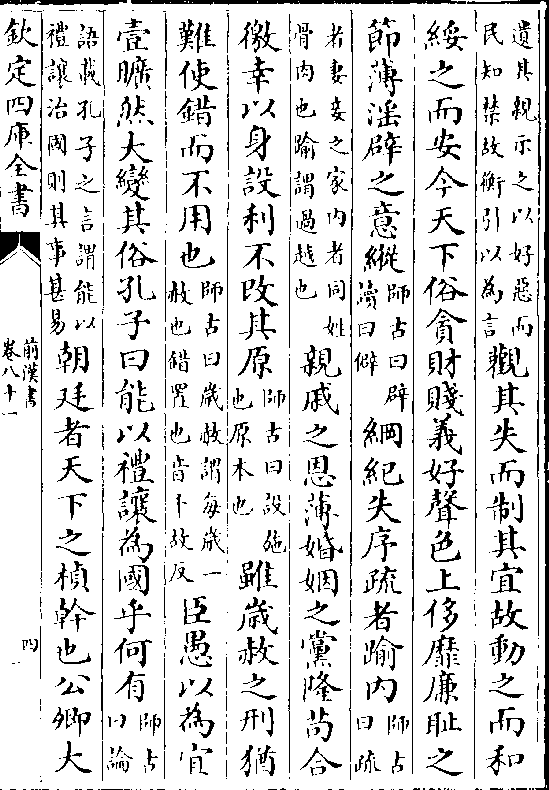 遺其親示之以好惡而民知禁故衡引以為言觀其失而制其宜故動之而和
綏之而安今天下俗貪財賤義好聲色上侈靡廉耻之
節薄淫辟之意縱師古曰辟讀曰僻綱紀失序疏者踰内師古曰疏
者妻妾之家内者同姓骨肉也踰謂過越也親戚之恩薄婚姻之黨隆茍合
徼幸以身設利不改其原師古曰設施也原本也雖歳赦之刑猶
難使錯而不用也師古曰歳赦謂每歳一赦也錯置也音千故反臣愚以為宜
壹曠然大變其俗孔子曰能以禮讓為國乎何有師古曰論
語載孔子之言謂能以禮讓治國則其事甚易朝廷者天下之楨幹也公卿大
欽定四庫全書
前漢書
卷八十一
四